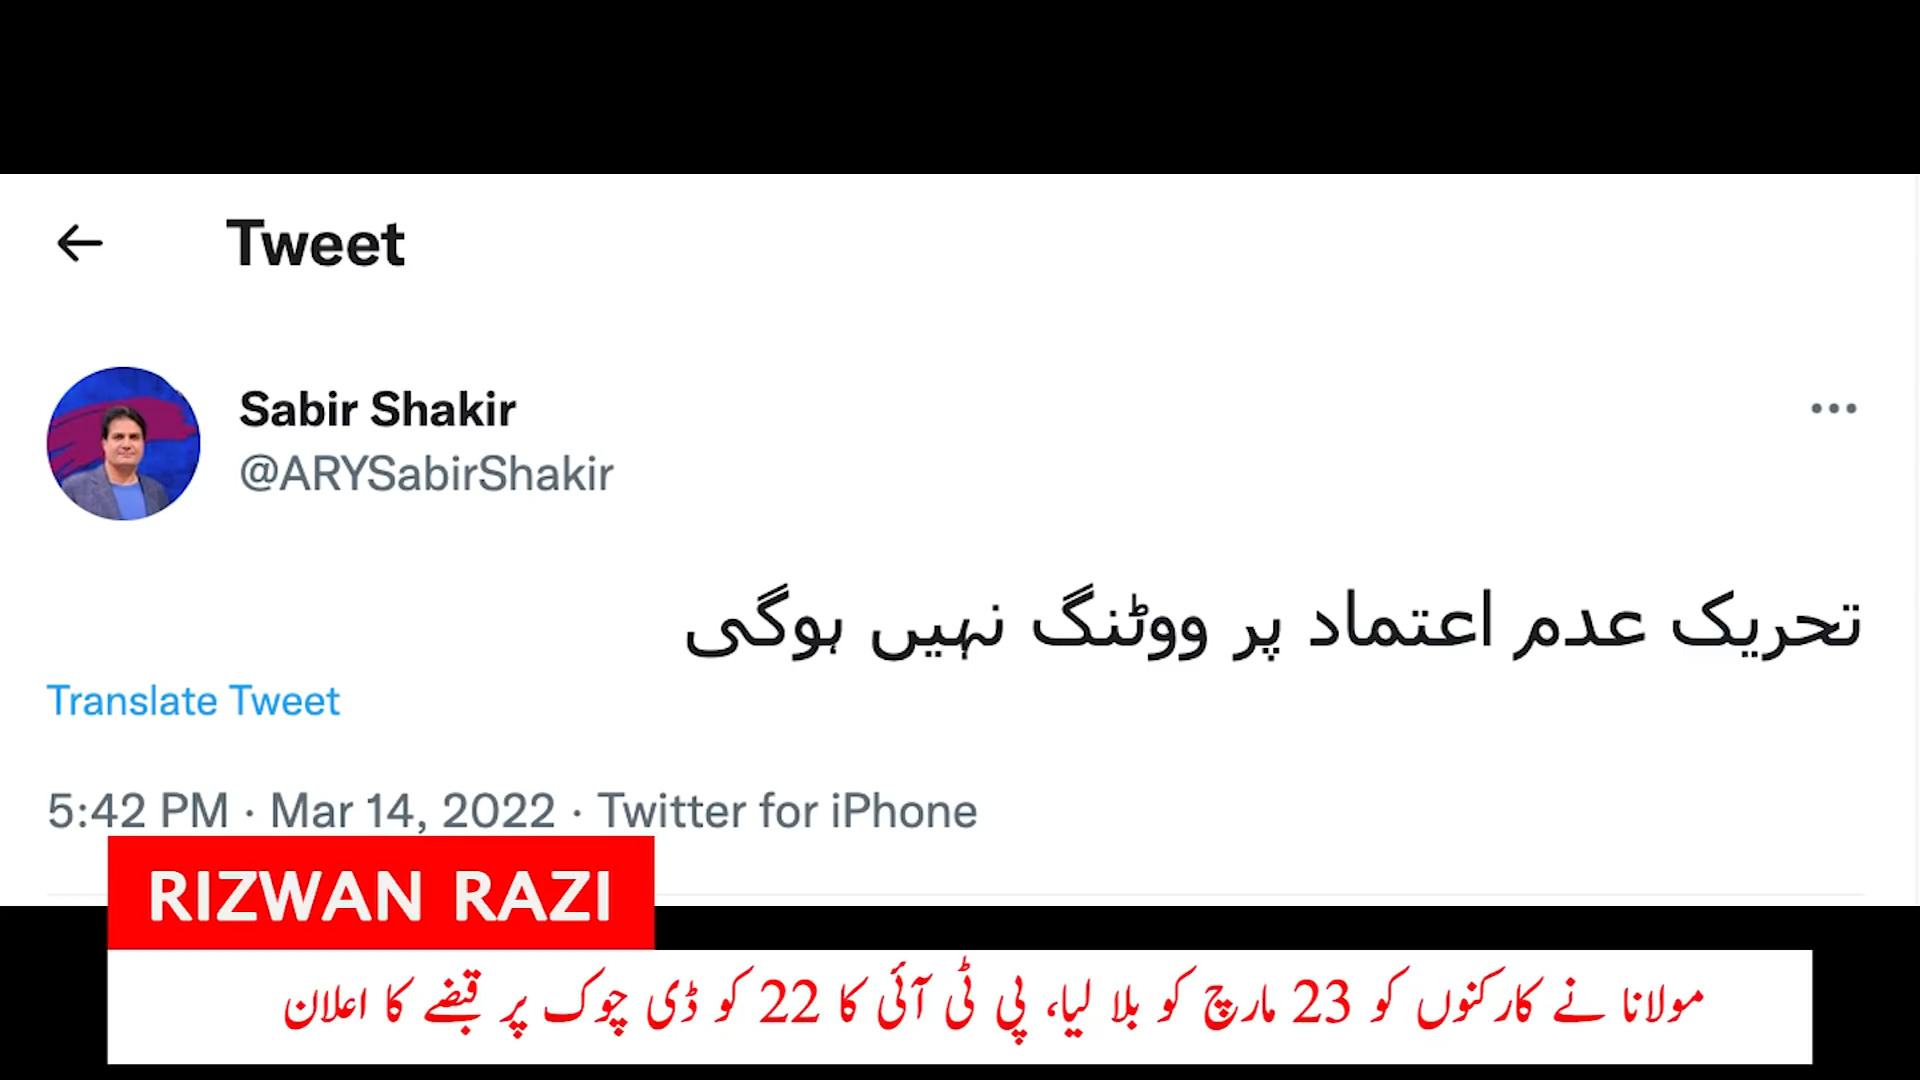 Tweet
Sabir Shakir
@ARYSabirShakir
تحریک عدم اعتماد پر ووٹنگ نہیں ہوگی
Translate Tweet
5:42 PM · Mar 14, 2022 · Twitter for iPhone
RIZWAN RAZI
مولانا نے کارکنوں کو 23 مارچ کو بلا لیا، پی ٹی آئی کا 22 کو ڈی چوک پر قبضے کا اعلان